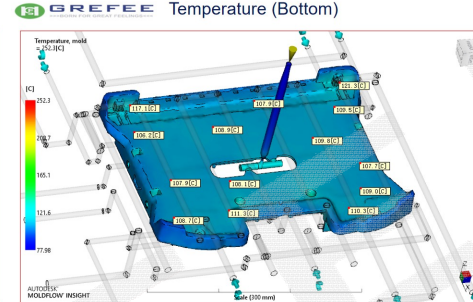 GREFEE Temperature (Bottom)
BORN FOR GREAT FEELINGS
Temperature, mold
= 252.3[C]
[C]
252.3
208.7
165.1
121.6
77.98
117.1[C]
121.3[C]
107.9[C]
109.5[C]
106.2[C]
108.9[C]
109.8[C]
107.7[C]
107.9[C]
108.1[C]
109.0[C]
111.3[C]
110.3[C]
108.7[C]
AUTODESK
MOLDFLOW INSIGHT
Scale (300 mm)